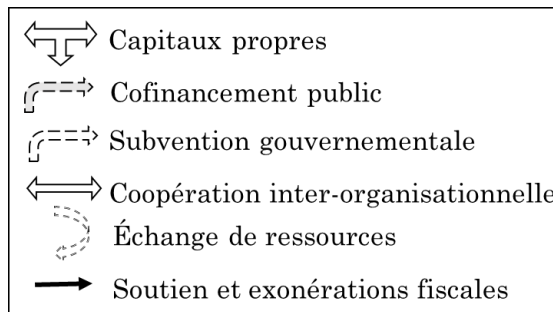 Capitaux propres
Cofinancement public
Subvention gouvernementale
Coopération inter-organisationnelle
Échange de ressources
Soutien et exonérations fiscales